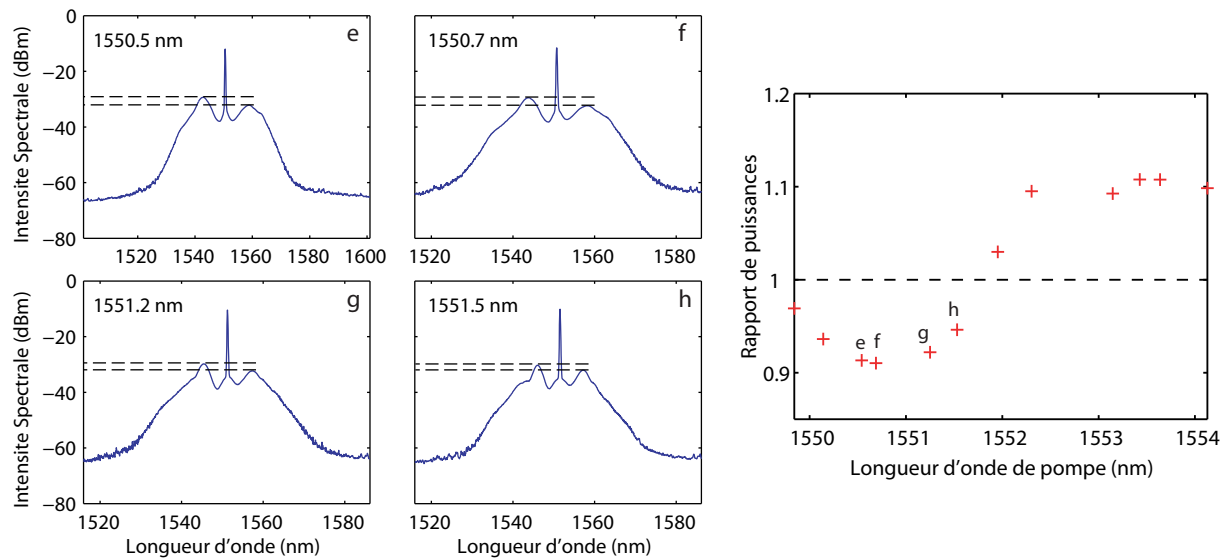 Intensite Spectrale (dBm)
0
−20
−40
−60
−80
1550.5 nm
e
1520 1540 1560 1580 1600
1550.7 nm
f
1520 1540 1560 1580
Intensite Spectrale (dBm)
0
−20
−40
−60
−80
1551.2 nm
g
1520 1540 1560 1580
Longueur d'onde (nm)
1551.5 nm
h
1520 1540 1560 1580
Longueur d'onde (nm)
Rapport de puissances
1.2
1.1
1
0.9
e f g h
1550 1551 1552 1553 1554
Longueur d'onde de pompe (nm)